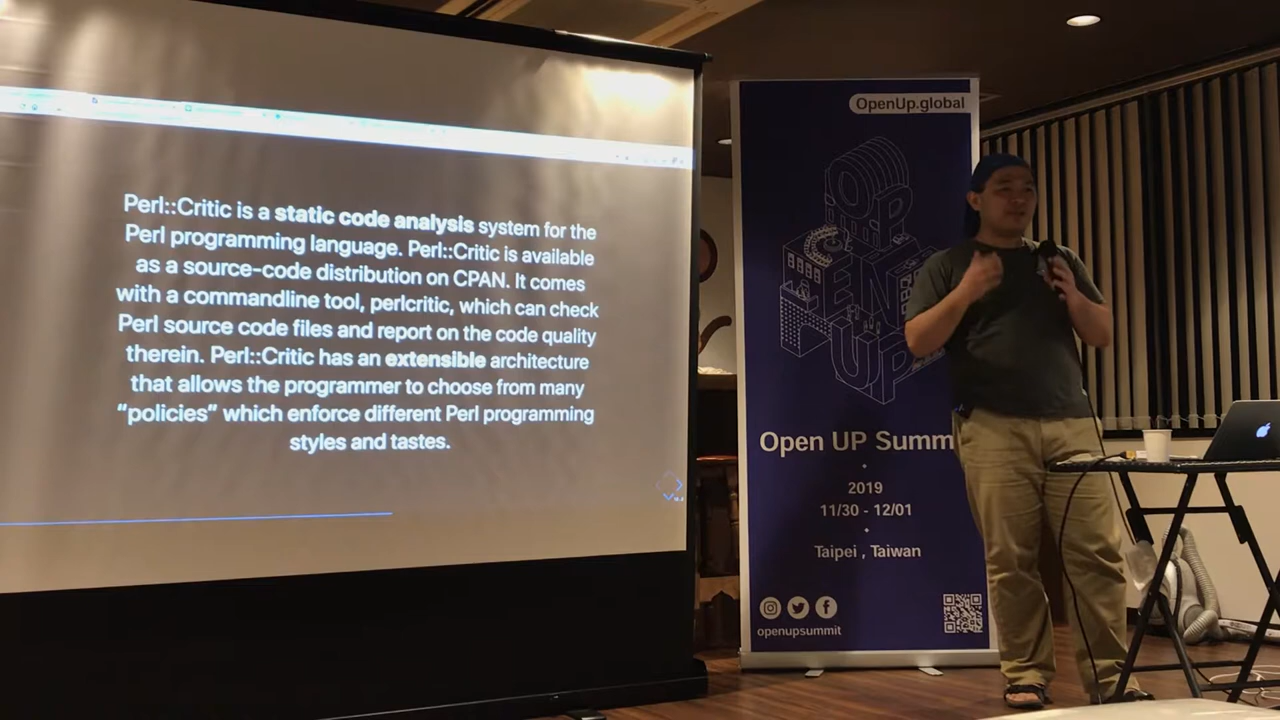 Perl::Critic is a static code analysis system for the
Perl programming language. Perl::Critic is available
as a source-code distribution on CPAN. It comes
with a commandline tool, perlcritic, which can check
Perl source code files and report on the code quality
therein. Perl::Critic has an extensible architecture
that allows the programmer to choose from many
“policies” which enforce different Perl programming
styles and tastes.
OpenUp.global
OP
EN
UP
Open UP Summ
2019
11/30 - 12/01
Taipei , Taiwan
openupsummit